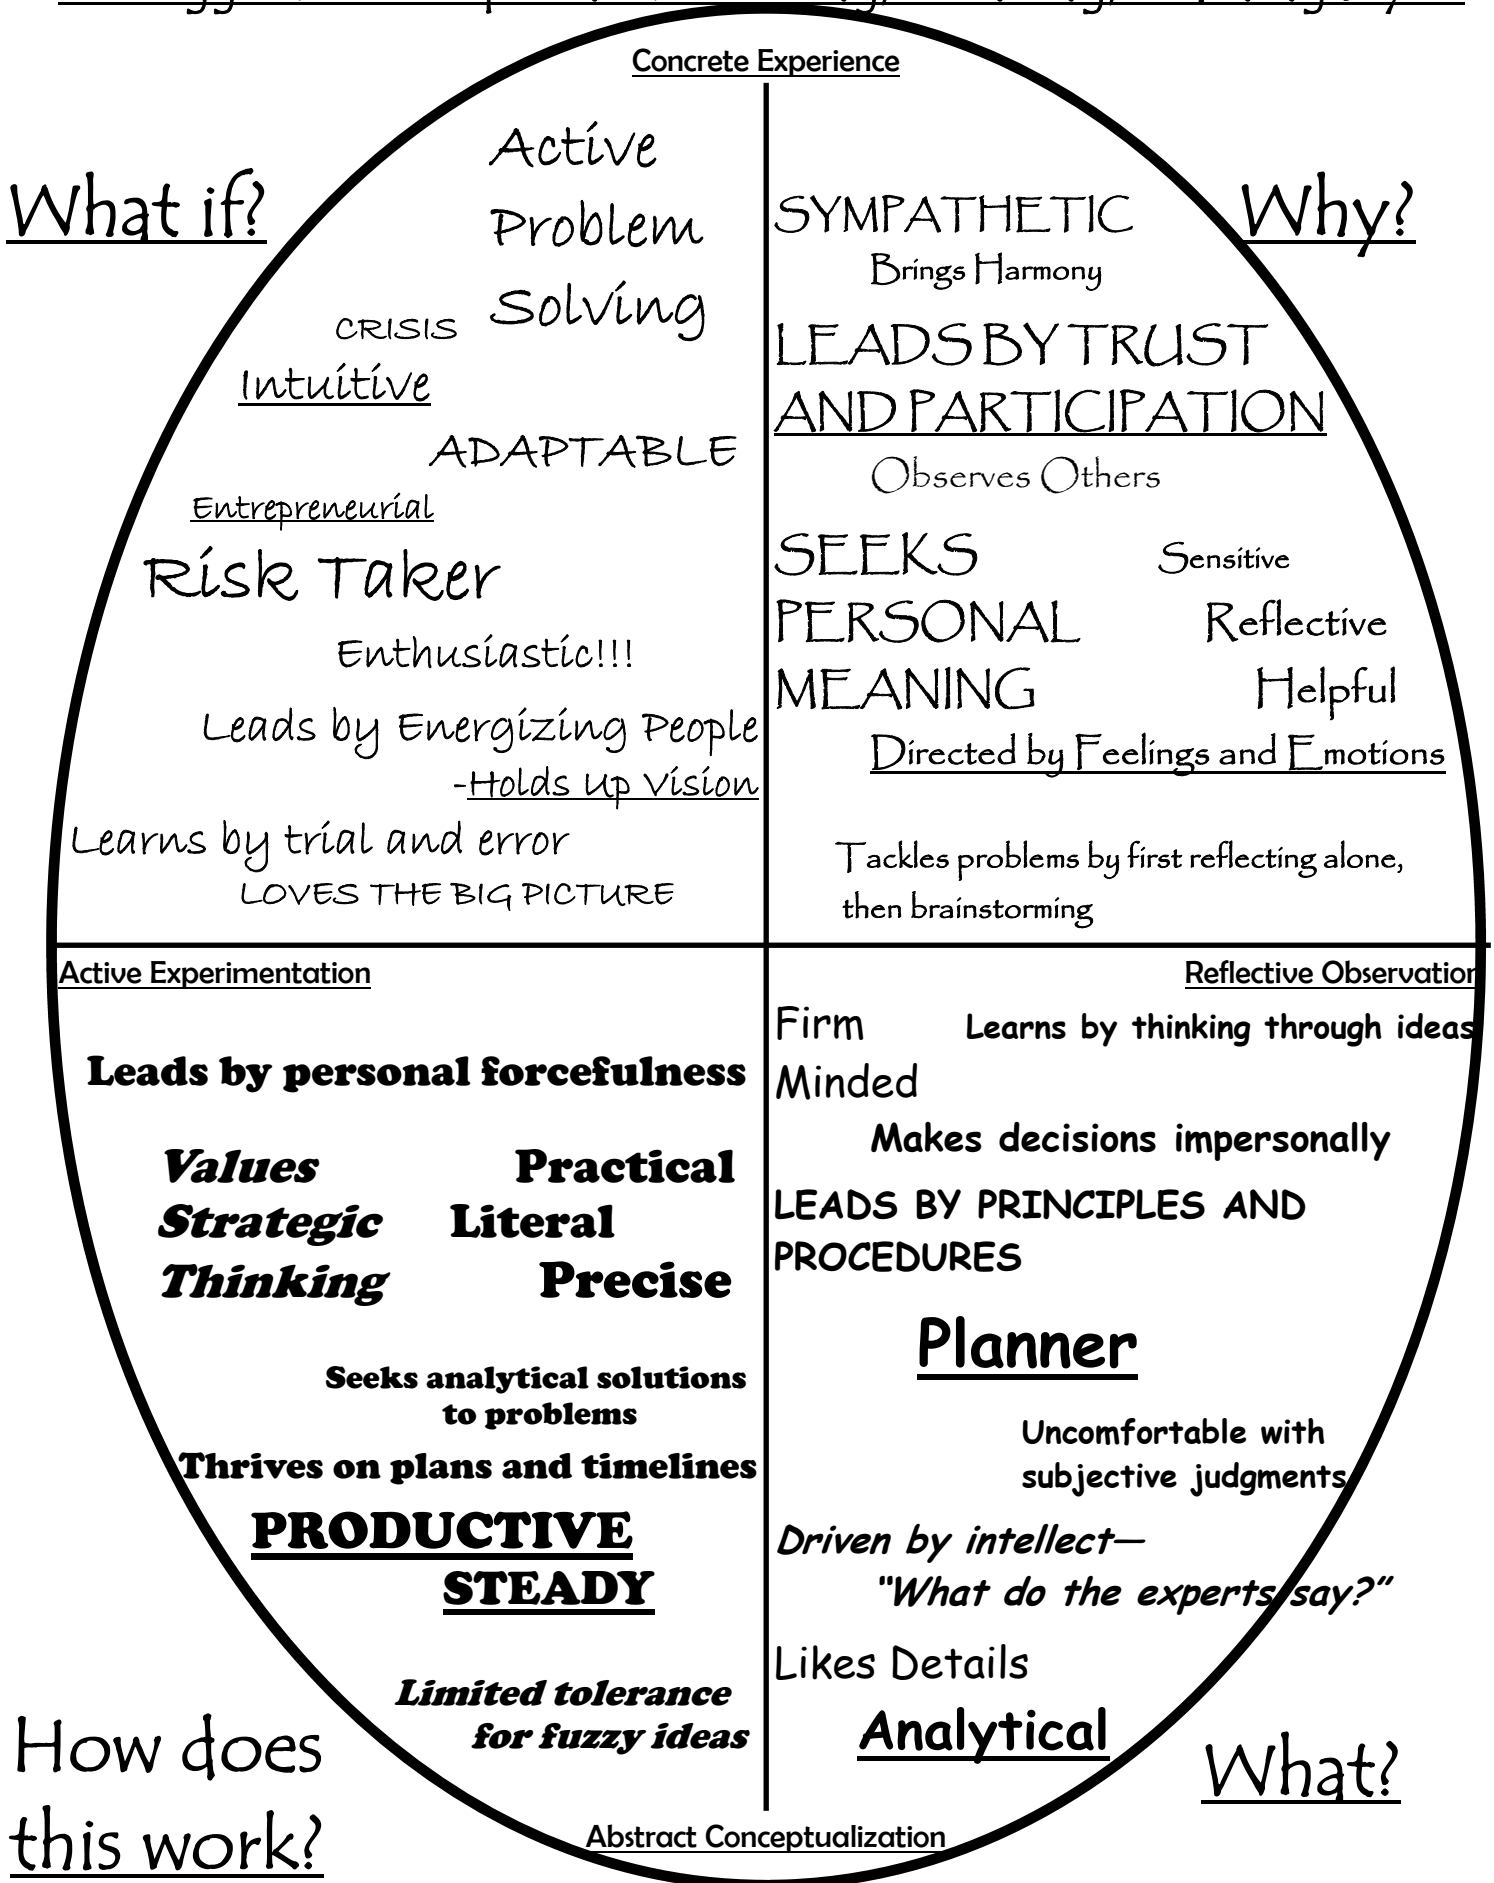 Concrete Experience
What if?
Active
Problem
Solving
CRISIS
Intuitive
ADAPTABLE
Entrepreneurial
Risk Taker
Enthusiastic!!!
Leads by Energizing People
-Holds Up Vision
Learns by trial and error
LOVES THE BIG PICTURE
Why?
SYMPATHETIC
Brings Harmony
LEADS BY TRUST
AND PARTICIPATION
Observes Others
SEEKS
PERSONAL
MEANING
Sensitive
Reflective
Helpful
Directed by Feelings and Emotions
Tackles problems by first reflecting alone,
then brainstorming
Active Experimentation
Leads by personal forcefulness
Values
Strategic
Thinking
Practical
Literal
Precise
Seeks analytical solutions
to problems
Thrives on plans and timelines
PRODUCTIVE
STEADY
Limited tolerance
for fuzzy ideas
How does
this work?
Reflective Observation
Firm
Minded
Learns by thinking through ideas
Makes decisions impersonally
LEADS BY PRINCIPLES AND
PROCEDURES
Planner
Uncomfortable with
subjective judgments
Driven by intellect—
"What do the experts say?”
Likes Details
Analytical
What?
Abstract Conceptualization